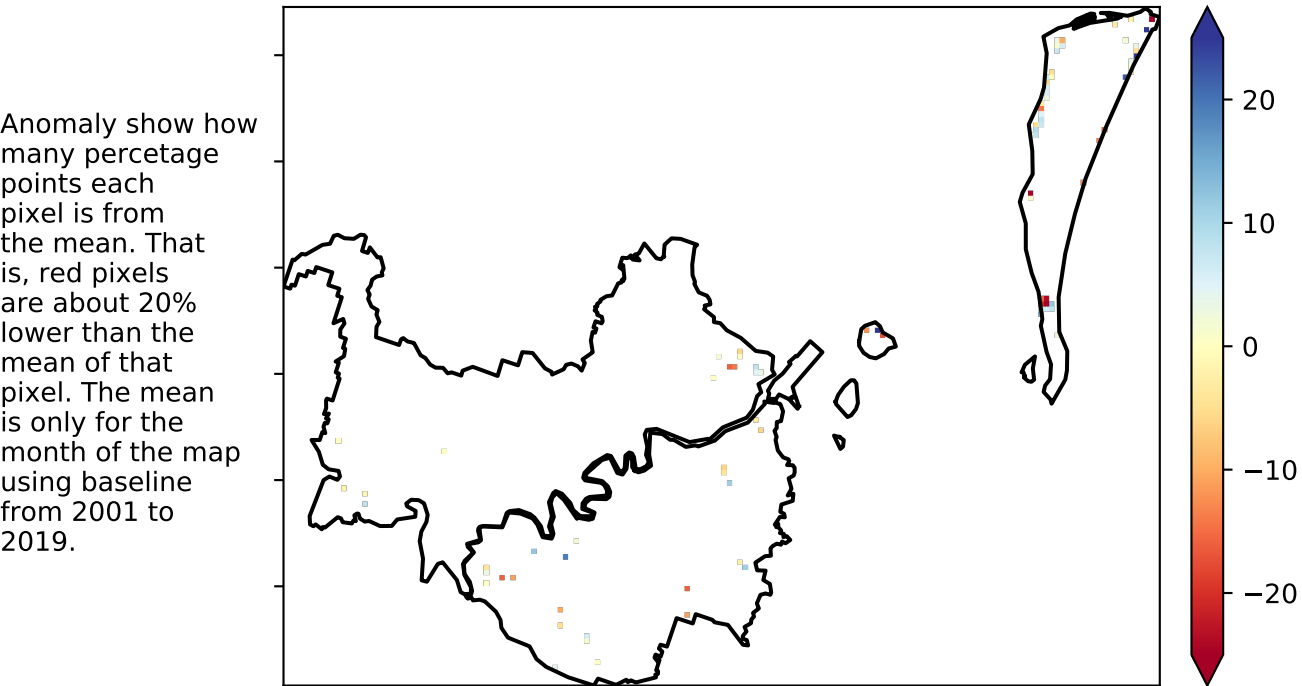 Anomaly show how
many percetage
points each
pixel is from
the mean. That
is, red pixels
are about 20%
lower than the
mean of that
pixel. The mean
is only for the
month of the map
using baseline
from 2001 to
2019.
20
10
0
−10
−20